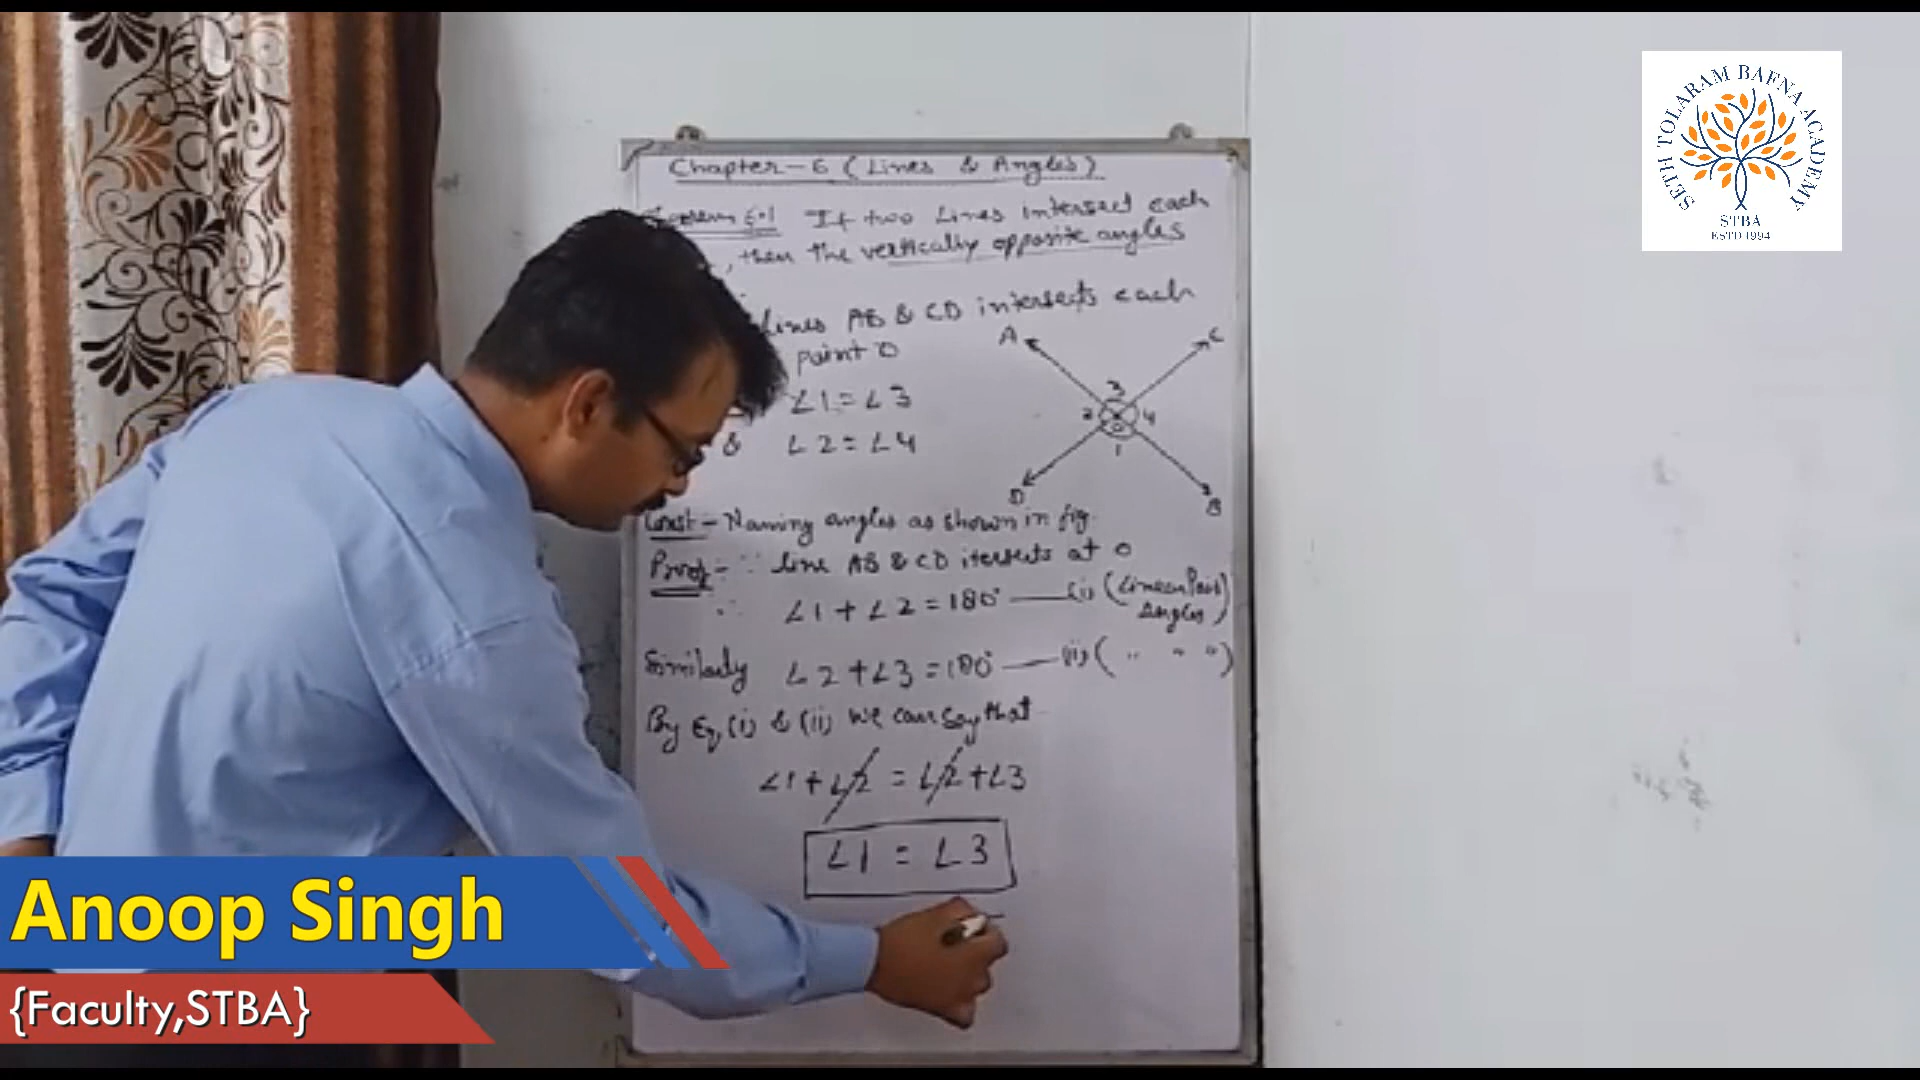 Chapter-6 (Lines & Angles)
Theorem 6.1 If two Lines intersect each
, then the vertically opposite angles
lines AB & CD intersects each
point O
∠1 = ∠3
& ∠2 = ∠4
A
C
3
2
4
O
1
D
B
Const - Naming angles as shown in fig.
Proof - ∵ line AB & CD itersects at O
∴ ∠1 + ∠2 = 180° — (i) (Linear Pair
Angles)
Similarly ∠2 + ∠3 = 180° — (ii) ( " " " )
By Eq (i) & (ii) we can say that
∠1 + ∠2 = ∠2 + ∠3
∠1 = ∠3
SETH TOLARAM BAFNA ACADEMY
STBA
ESTD 1994
Anoop Singh
{Faculty,STBA}